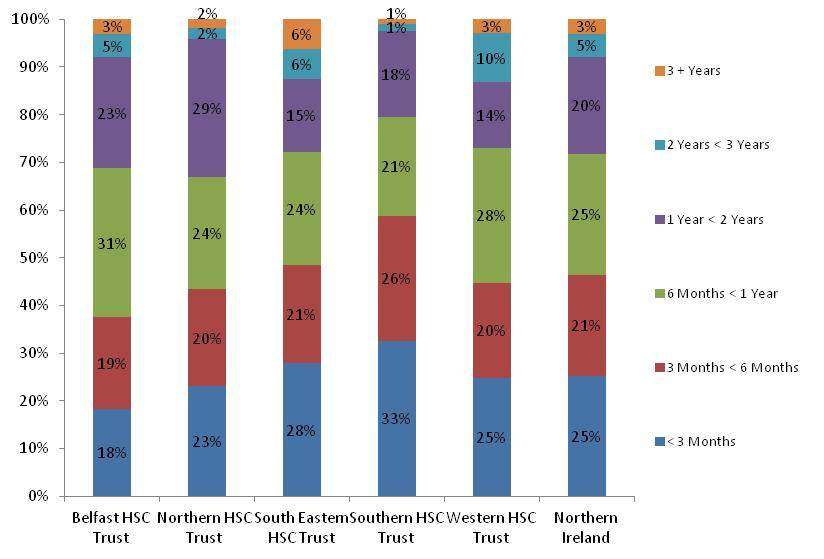 100%
90%
80%
70%
60%
50%
40%
30%
20%
10%
0%
3%
5%
23%
31%
19%
18%
2%
2%
29%
24%
20%
23%
6%
6%
15%
24%
21%
28%
1%
1%
18%
21%
26%
33%
3%
10%
14%
28%
20%
25%
3%
5%
20%
25%
21%
25%
Belfast HSC
Trust
Northern HSC
Trust
South Eastern
HSC Trust
Southern HSC
Trust
Western HSC
Trust
Northern
Ireland
3 + Years
2 Years < 3 Years
1 Year < 2 Years
6 Months < 1 Year
3 Months < 6 Months
< 3 Months